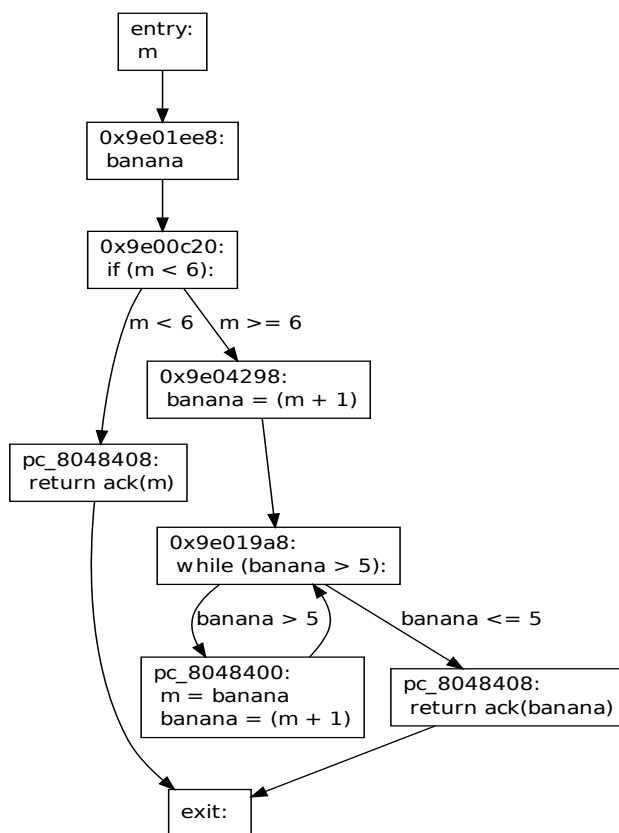 entry:
m
0x9e01ee8:
banana
0x9e00c20:
if (m < 6):
m < 6
m >= 6
0x9e04298:
banana = (m + 1)
pc_8048408:
return ack(m)
0x9e019a8:
while (banana > 5):
banana > 5
banana <= 5
pc_8048400:
m = banana
banana = (m + 1)
pc_8048408:
return ack(banana)
exit: